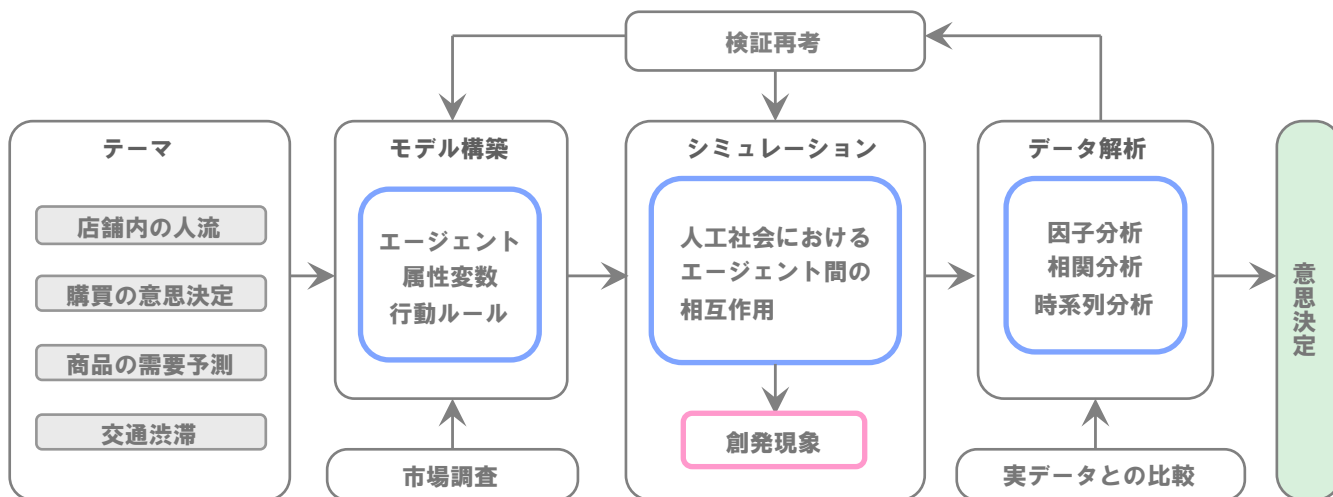 検証再考
テーマ
店舗内の人流
購買の意思決定
商品の需要予測
交通渋滞
モデル構築
エージェント
属性変数
行動ルール
市場調査
シミュレーション
人工社会における
エージェント間の
相互作用
創発現象
データ解析
因子分析
相関分析
時系列分析
実データとの比較
意思決定